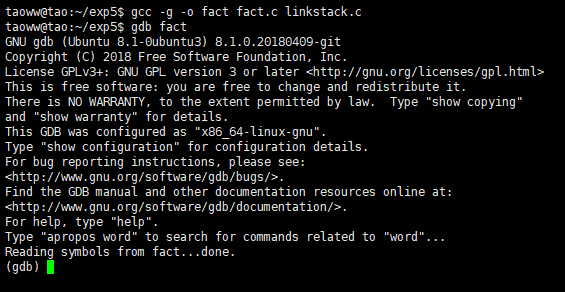 taoww@tao:~/exp5$ gcc -g -o fact fact.c linkstack.c
taoww@tao:~/exp5$ gdb fact
GNU gdb (Ubuntu 8.1-0ubuntu3) 8.1.0.20180409-git
Copyright (C) 2018 Free Software Foundation, Inc.
License GPLv3+: GNU GPL version 3 or later <http://gnu.org/licenses/gpl.html>
This is free software: you are free to change and redistribute it.
There is NO WARRANTY, to the extent permitted by law.  Type "show copying"
and "show warranty" for details.
This GDB was configured as "x86_64-linux-gnu".
Type "show configuration" for configuration details.
For bug reporting instructions, please see:
<http://www.gnu.org/software/gdb/bugs/>.
Find the GDB manual and other documentation resources online at:
<http://www.gnu.org/software/gdb/documentation/>.
For help, type "help".
Type "apropos word" to search for commands related to "word"...
Reading symbols from fact...done.
(gdb)